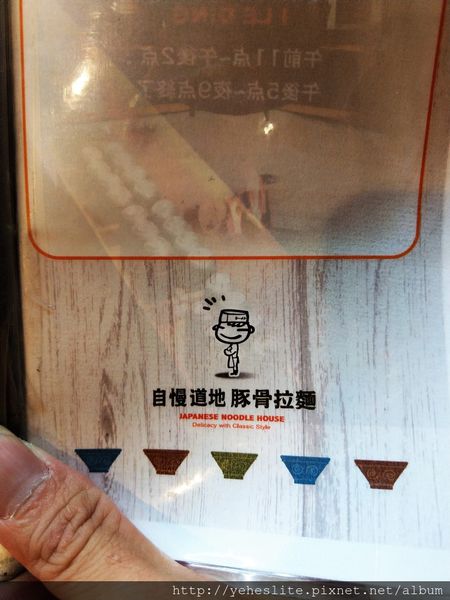 午前11点~午後2点
午後5点~夜9点終了
自慢道地 豚骨拉麵
JAPANESE NOODLE HOUSE
Delicacy with Classic Style
http://yeheslite.pixnet.net/album